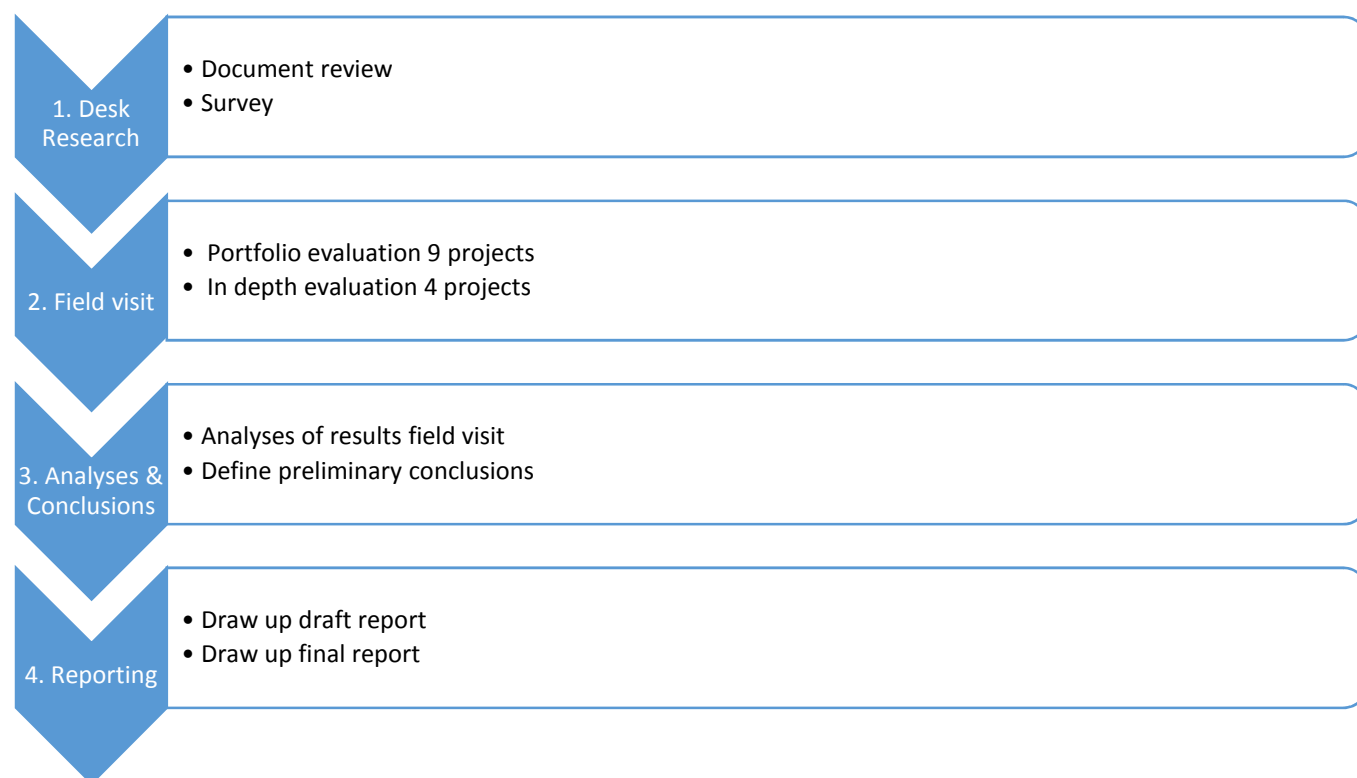 1. Desk
Research
• Document review
• Survey
2. Field visit
• Portfolio evaluation 9 projects
• In depth evaluation 4 projects
3. Analyses &
Conclusions
• Analyses of results field visit
• Define preliminary conclusions
4. Reporting
• Draw up draft report
• Draw up final report